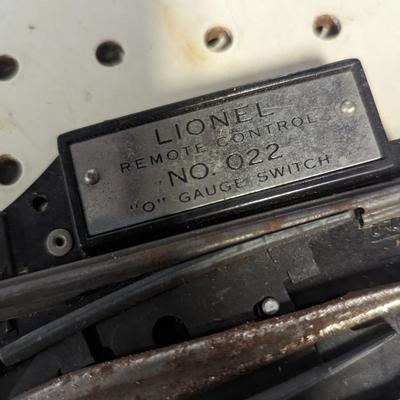 LIONEL
REMOTE CONTROL
NO. 022
"O" GAUGE SWITCH